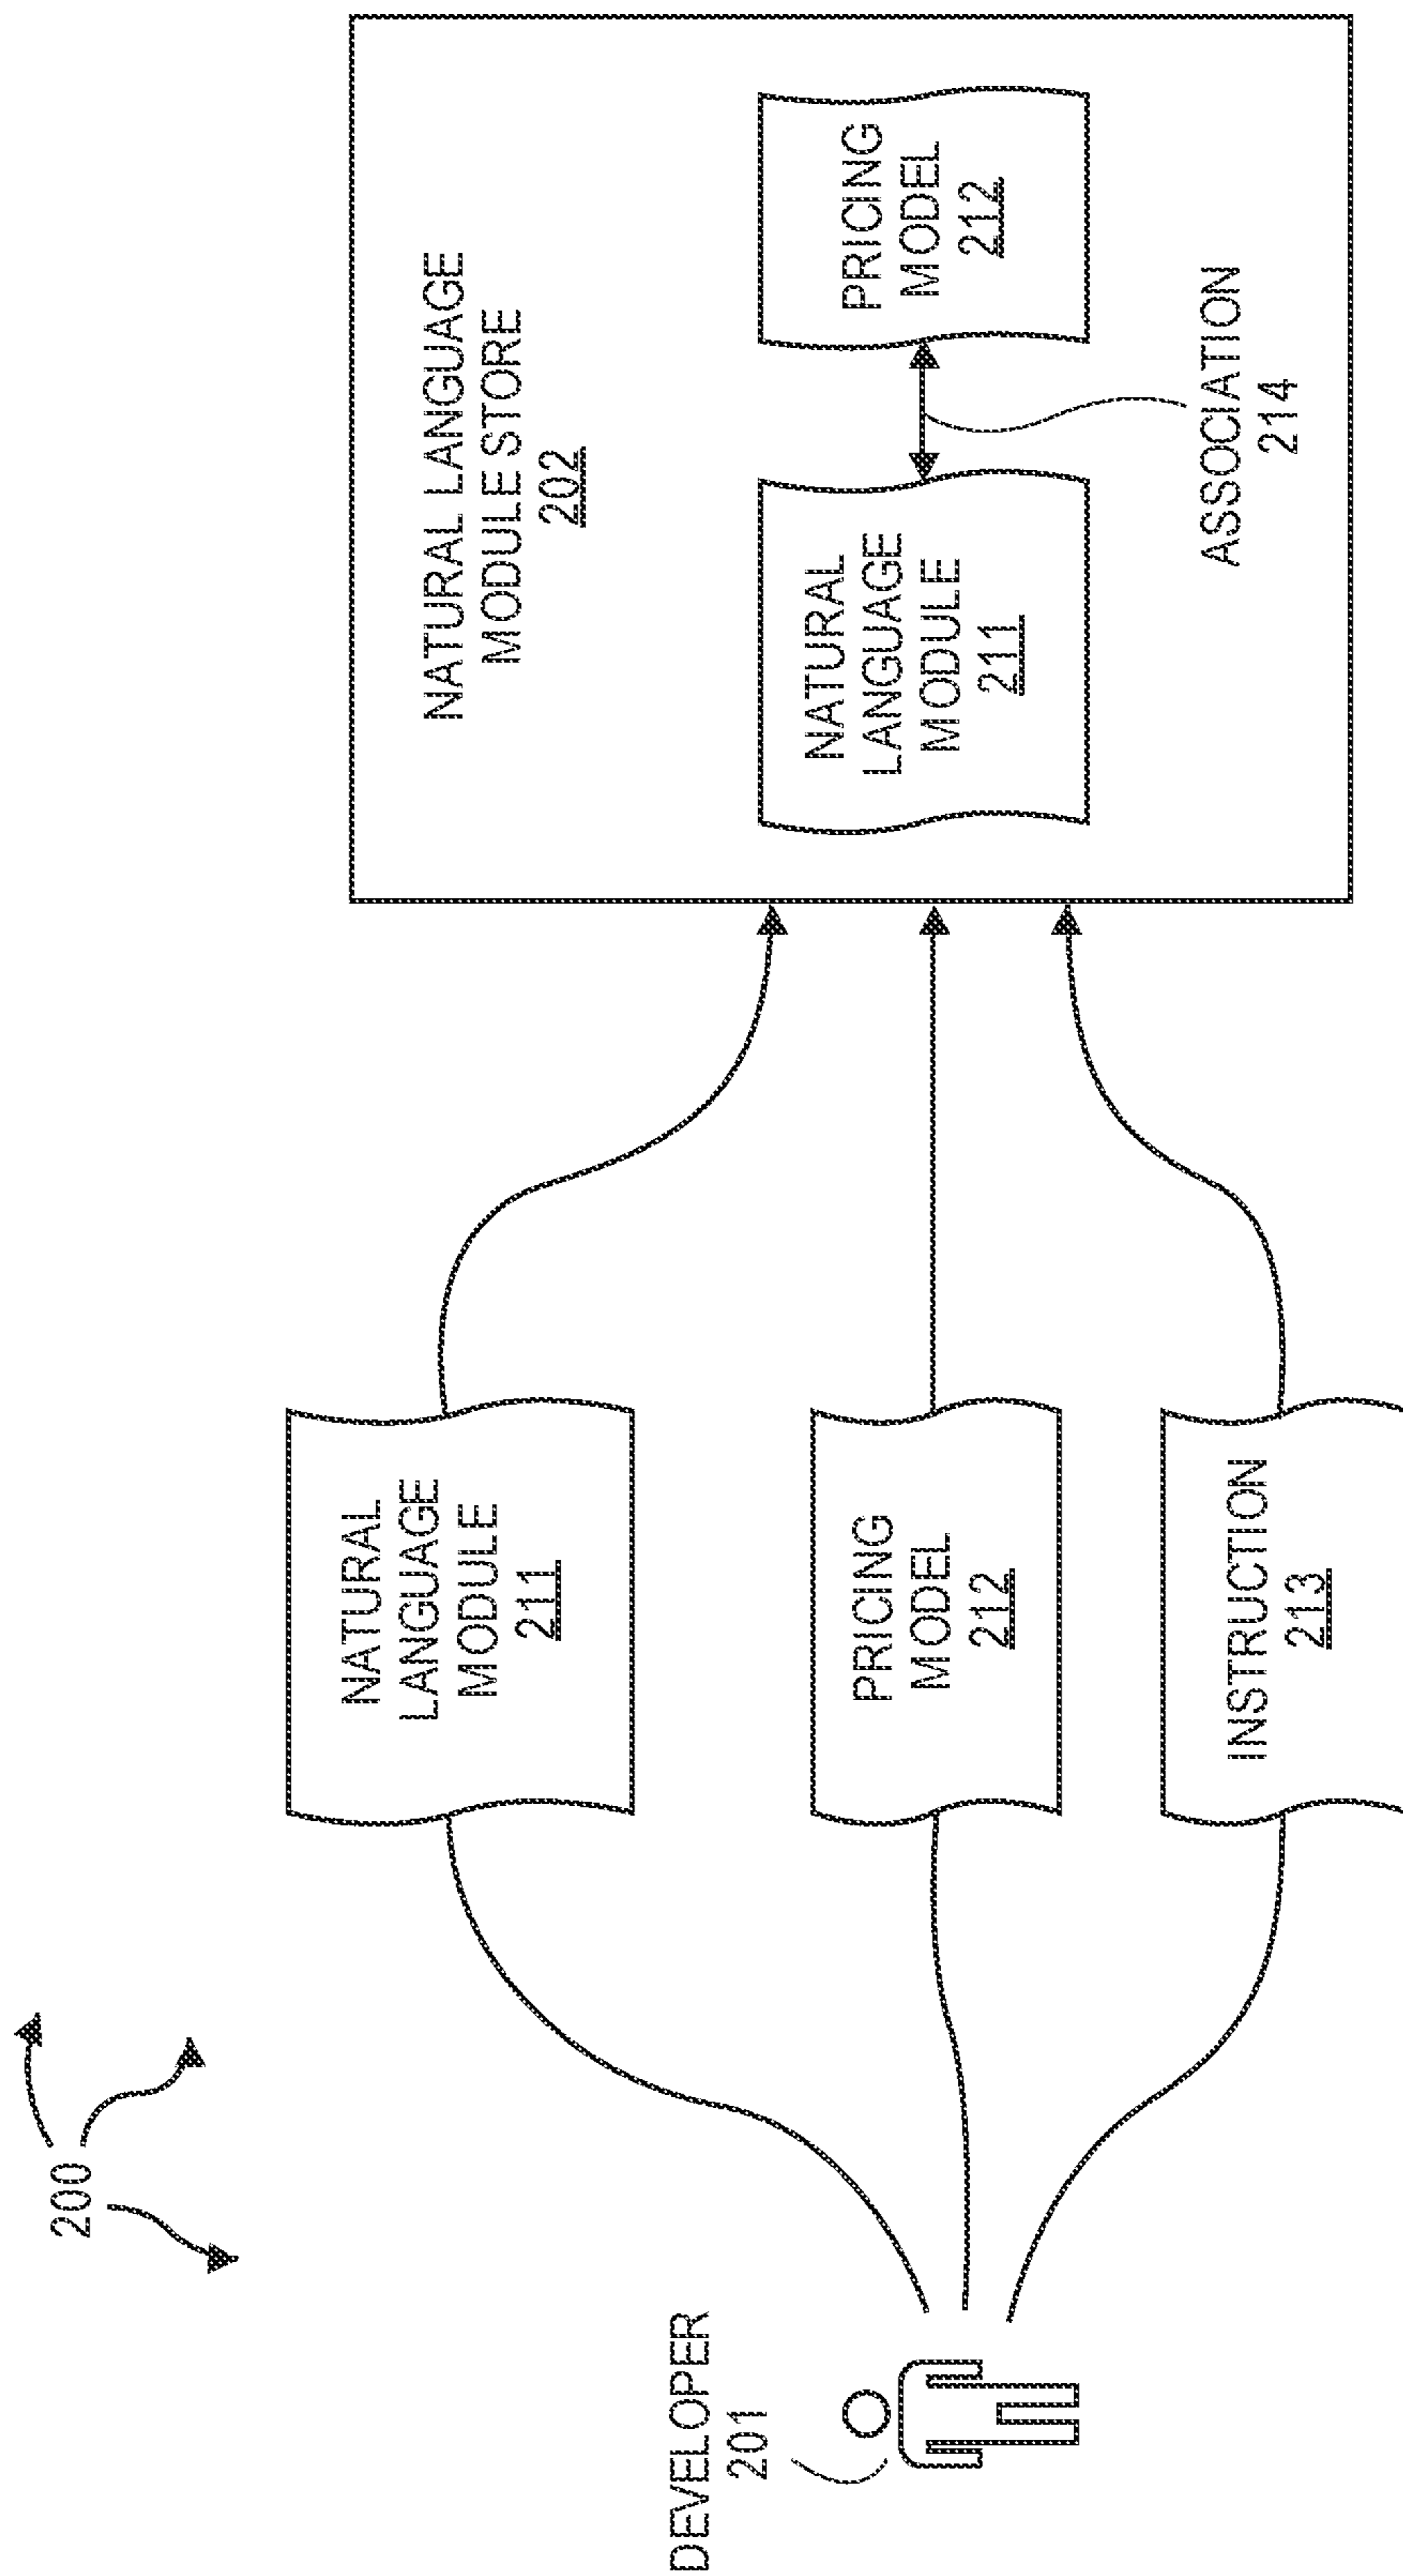 200
DEVELOPER
201
NATURAL
LANGUAGE
MODULE
211
PRICING
MODEL
212
INSTRUCTION
213
NATURAL LANGUAGE
MODULE STORE
202
NATURAL
LANGUAGE
MODULE
211
PRICING
MODEL
212
ASSOCIATION
214